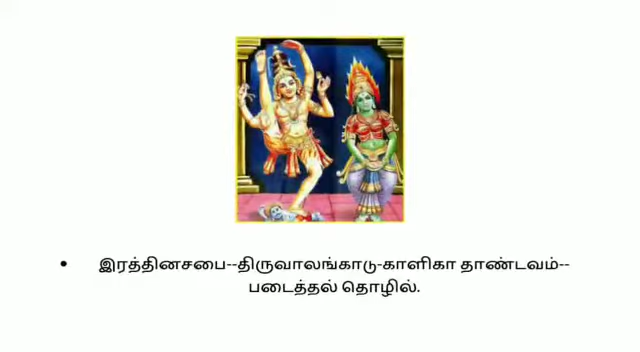 • இரத்தினசபை--திருவாலங்காடு-காளிகா தாண்டவம்--
படைத்தல் தொழில்.